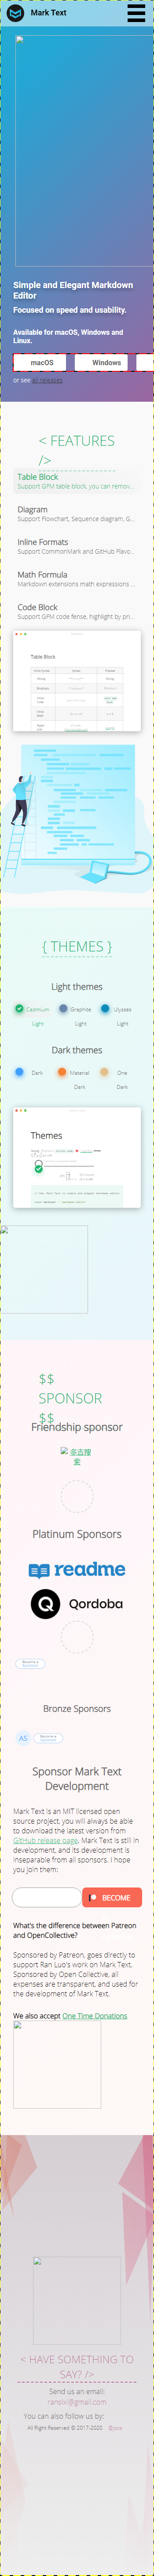 Mark Text
Simple and Elegant Markdown
Editor
Focused on speed and usability.
Available for macOS, Windows and
Linux.
macOS
Windows
or see all releases
< FEATURES
/>
Table Block
Support GFM table block, you can remov...
Diagram
Support Flowchart, Sequence diagram, G...
Inline Formats
Support CommonMark and GitHub Flavo...
Math Formula
Markdown extensions math expressions ...
Code Block
Support GFM code fense, highlight by pri...
Table Block
{ THEMES }
Light themes
Cadmium
Light
Graphite
Light
Ulysses
Light
Dark themes
Dark
Material
Dark
One
Dark
Themes
$$
SPONSOR
$$
Friendship sponsor
多吉搜
索
Platinum Sponsors
readme
Qordoba
Become a
Bronze Sponsors
AS
Become a
Sponsor Mark Text
Development
Mark Text is an MIT licensed open
source project, you will always be able
to download the latest version from
GitHub release page. Mark Text is still in
development, and its development is
inseparable from all sponsors. I hope
you join them:
BECOME
What's the difference between Patreon
and OpenCollective?
Sponsored by Patreon, goes directly to
support Ran Luo's work on Mark Text.
Sponsored by Open Collective, all
expenses are transparent, and used for
the development of Mark Text.
We also accept One Time Donations
< HAVE SOMETHING TO
SAY? />
Send us an email:
ransixi@gmail.com
You can also follow us by:
All Right Reserved © 2017-2020 @Jocs